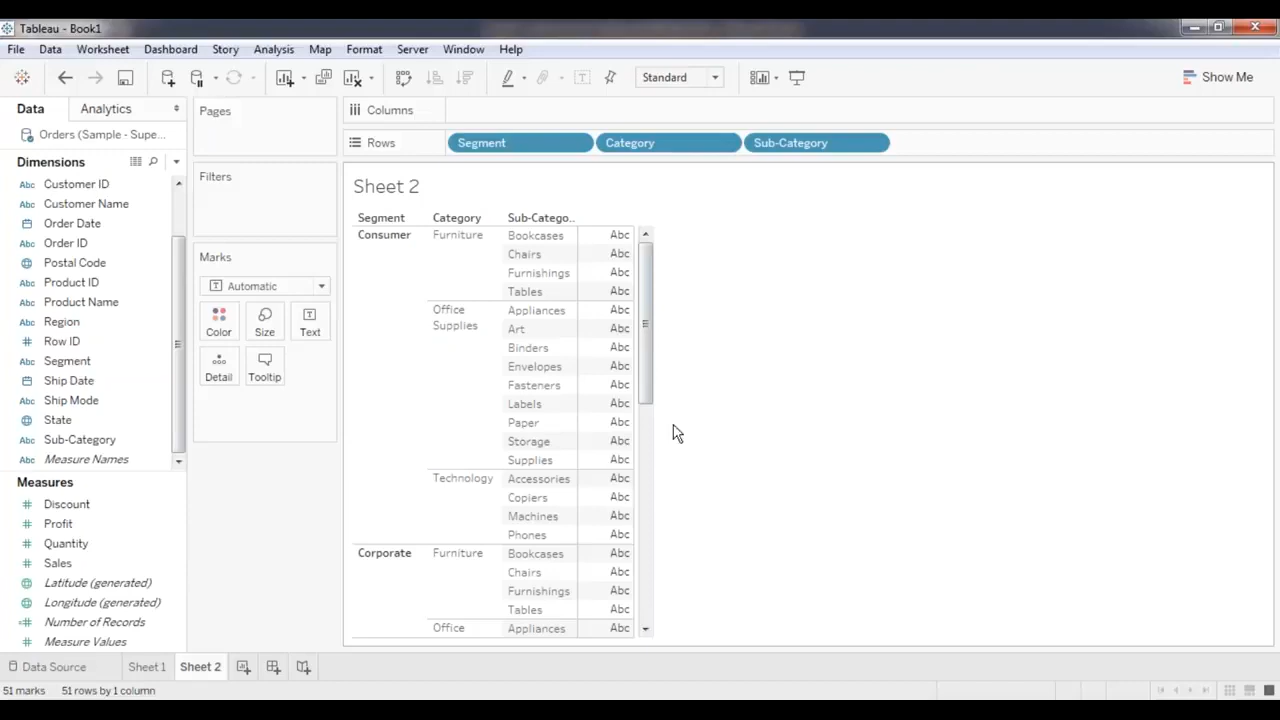 Tableau - Book1
File Data Worksheet Dashboard Story Analysis Map Format Server Window Help
Standard
Show Me
Data Analytics
Orders (Sample - Supe...
Dimensions
Customer ID
Customer Name
Order Date
Order ID
Postal Code
Product ID
Product Name
Region
Row ID
Segment
Ship Date
Ship Mode
State
Sub-Category
Measure Names
Measures
Discount
Profit
Quantity
Sales
Latitude (generated)
Longitude (generated)
Number of Records
Measure Values
Pages
Filters
Marks
Automatic
Color Size Text
Detail Tooltip
Columns
Rows Segment Category Sub-Category
Sheet 2
Segment Category Sub-Catego..
Consumer Furniture Bookcases Abc
Chairs Abc
Furnishings Abc
Tables Abc
Office Supplies Appliances Abc
Art Abc
Binders Abc
Envelopes Abc
Fasteners Abc
Labels Abc
Paper Abc
Storage Abc
Supplies Abc
Technology Accessories Abc
Copiers Abc
Machines Abc
Phones Abc
Corporate Furniture Bookcases Abc
Chairs Abc
Furnishings Abc
Tables Abc
Office Appliances Abc
Data Source Sheet 1 Sheet 2
51 marks 51 rows by 1 column